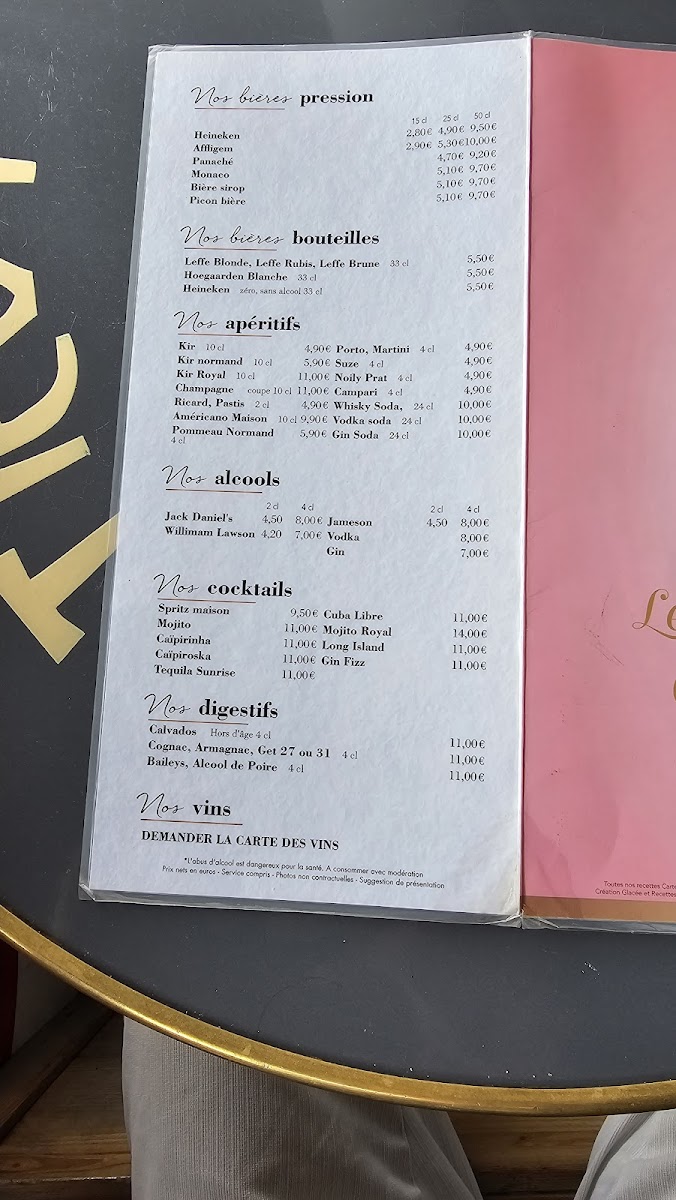 Nos bières pression
15 cl 25 cl 50 cl
Heineken 2,80€ 4,90€ 9,50€
Affligem 2,90€ 5,30€ 10,00€
Panaché 4,70€ 9,20€
Monaco 5,10€ 9,70€
Bière sirop 5,10€ 9,70€
Picon bière 5,10€ 9,70€
Nos bières bouteilles
Leffe Blonde, Leffe Rubis, Leffe Brune 33 cl 5,50€
Hoegaarden Blanche 33 cl 5,50€
Heineken zéro, sans alcool 33 cl 5,50€
Nos apéritifs
Kir 10 cl 4,90€ Porto, Martini 4 cl 4,90€
Kir normand 10 cl 5,90€ Suze 4 cl 4,90€
Kir Royal 10 cl 11,00€ Noily Prat 4 cl 4,90€
Champagne coupe 10 cl 11,00€ Campari 4 cl 4,90€
Ricard, Pastis 2 cl 4,90€ Whisky Soda, 24 cl 10,00€
Américano Maison 10 cl 9,90€ Vodka soda 24 cl 10,00€
Pommeau Normand 5,90€ Gin Soda 24 cl 10,00€
4 cl
Nos alcools
2 cl 4 cl 2 cl 4 cl
Jack Daniel's 4,50 8,00€ Jameson 4,50 8,00€
Willimam Lawson 4,20 7,00€ Vodka 8,00€
Gin 7,00€
Nos cocktails
Spritz maison 9,50€ Cuba Libre 11,00€
Mojito 11,00€ Mojito Royal 14,00€
Caïpirinha 11,00€ Long Island 11,00€
Caïpiroska 11,00€ Gin Fizz 11,00€
Tequila Sunrise 11,00€
Nos digestifs
Calvados Hors d'âge 4 cl 11,00€
Cognac, Armagnac, Get 27 ou 31 4 cl 11,00€
Baileys, Alcool de Poire 4 cl 11,00€
Nos vins
DEMANDER LA CARTE DES VINS
*L'abus d'alcool est dangereux pour la santé. A consommer avec modération
Prix nets en euros - Service compris - Photos non contractuelles - Suggestion de présentation
Toutes nos recettes Carte
Création Glacée et Recettes